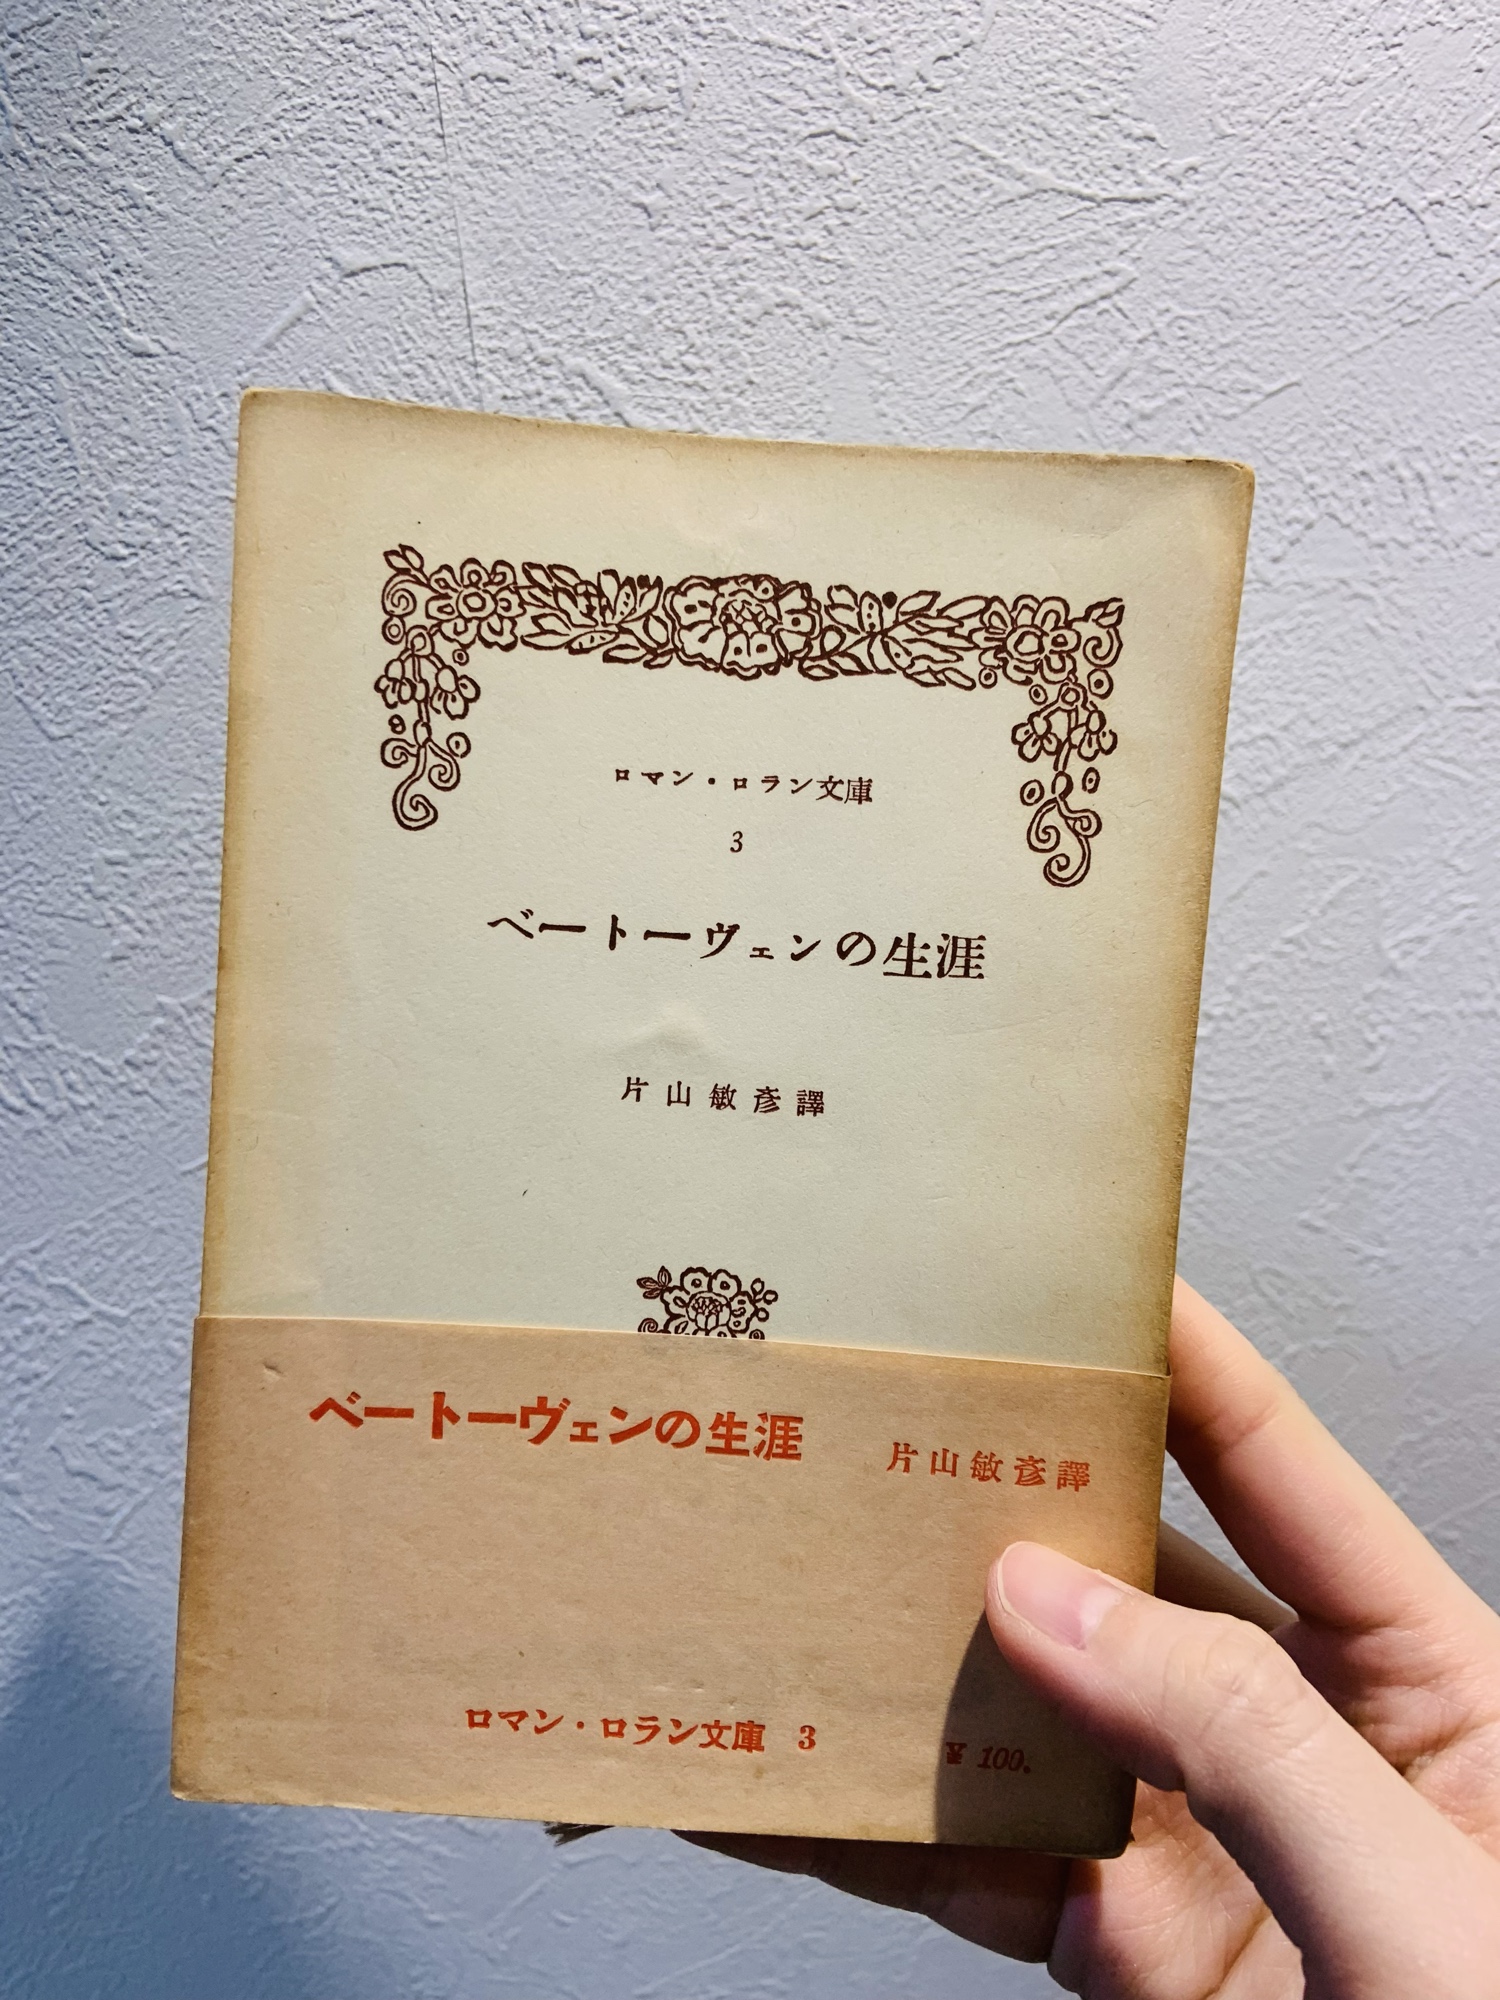 ロマン・ロラン文庫
3
ベートーヴェンの生涯
片山敏彦譯
ベートーヴェンの生涯 片山敏彦譯
ロマン・ロラン文庫 3 ¥ 100.